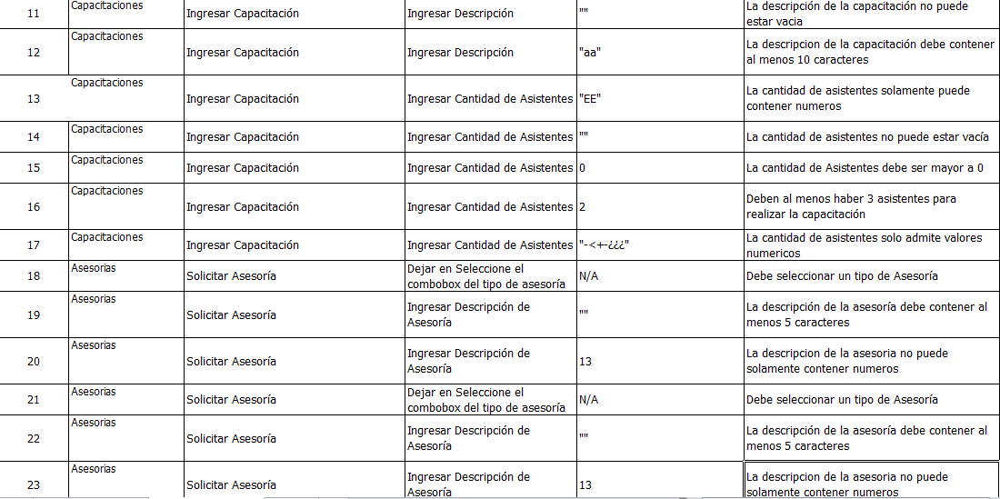 11 Capacitaciones Ingresar Capacitación Ingresar Descripción "" La descripción de la capacitación no puede
estar vacia
12 Capacitaciones Ingresar Capacitación Ingresar Descripción "aa" La descripcion de la capacitación debe contener
al menos 10 caracteres
13 Capacitaciones Ingresar Capacitación Ingresar Cantidad de Asistentes "EE" La cantidad de asistentes solamente puede
contener numeros
14 Capacitaciones Ingresar Capacitación Ingresar Cantidad de Asistentes "" La cantidad de asistentes no puede estar vacía
15 Capacitaciones Ingresar Capacitación Ingresar Cantidad de Asistentes 0 La cantidad de Asistentes debe ser mayor a 0
16 Capacitaciones Ingresar Capacitación Ingresar Cantidad de Asistentes 2 Deben al menos haber 3 asistentes para
realizar la capacitación
17 Capacitaciones Ingresar Capacitación Ingresar Cantidad de Asistentes "-<+-¿¿¿" La cantidad de asistentes solo admite valores
numericos
18 Asesorias Solicitar Asesoría Dejar en Seleccione el N/A Debe seleccionar un tipo de Asesoría
combobox del tipo de asesoría
19 Asesorias Solicitar Asesoría Ingresar Descripción de "" La descripción de la asesoría debe contener al
Asesoría menos 5 caracteres
20 Asesorias Solicitar Asesoría Ingresar Descripción de 13 La descripcion de la asesoria no puede
Asesoría solamente contener numeros
21 Asesorias Solicitar Asesoría Dejar en Seleccione el N/A Debe seleccionar un tipo de Asesoría
combobox del tipo de asesoría
22 Asesorias Solicitar Asesoría Ingresar Descripción de "" La descripción de la asesoría debe contener al
Asesoría menos 5 caracteres
23 Asesorias Solicitar Asesoría Ingresar Descripción de 13 La descripcion de la asesoria no puede
Asesoría solamente contener numeros